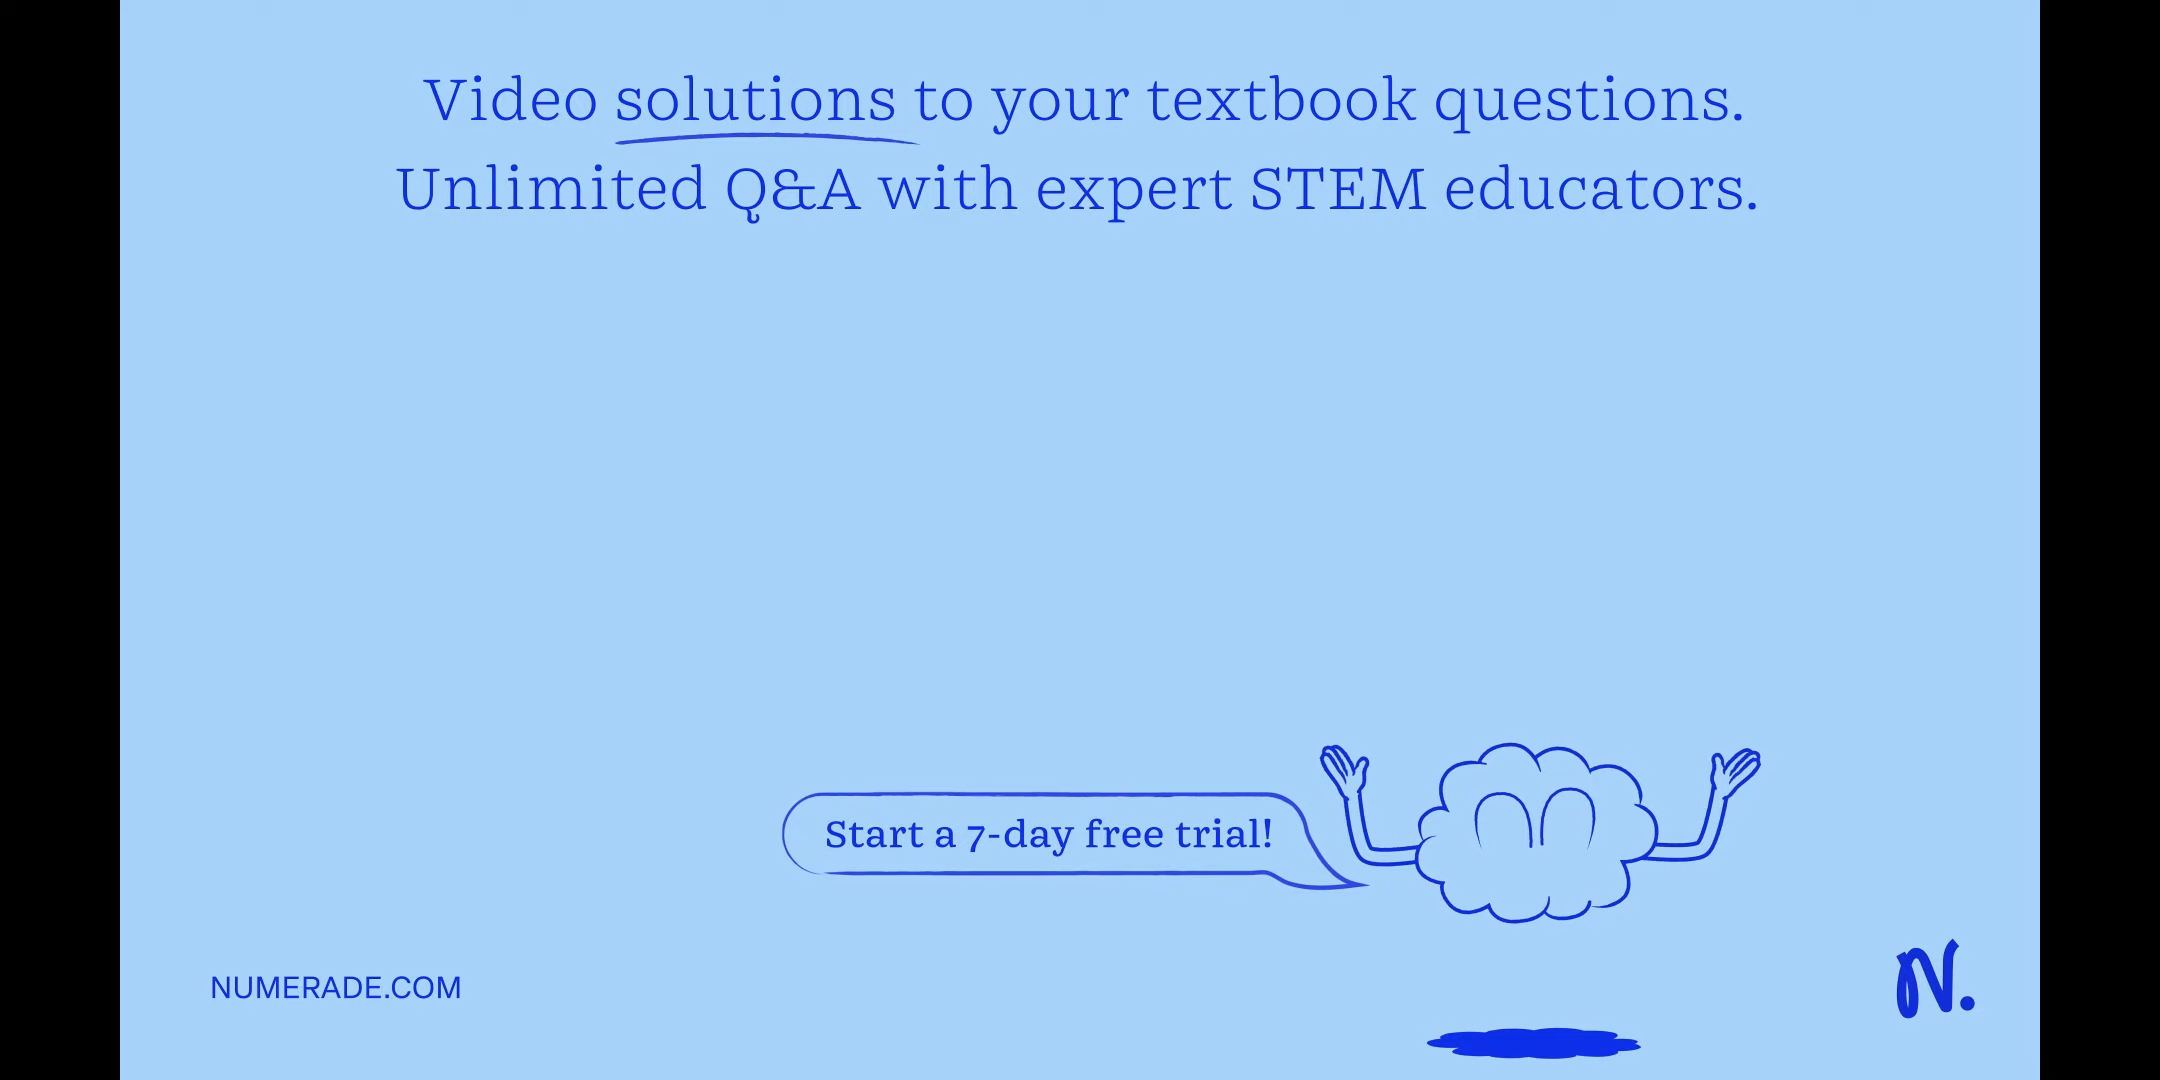 Video solutions to your textbook questions.
Unlimited Q&A with expert STEM educators.
Start a 7-day free trial!
NUMERADE.COM
N.